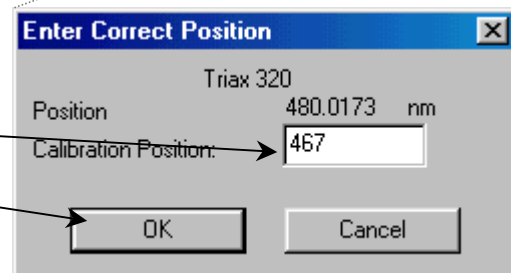 Enter Correct Position
Triax 320
Position 480.0173 nm
Calibration Position: 467
OK Cancel